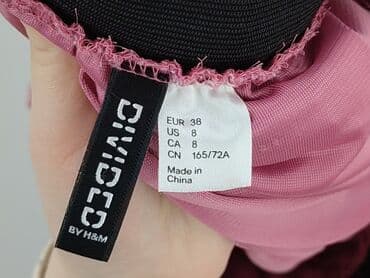 DIVIDED
BY H&M
EUR 38
US 8
CA 8
CN 165/72A
Made in
China